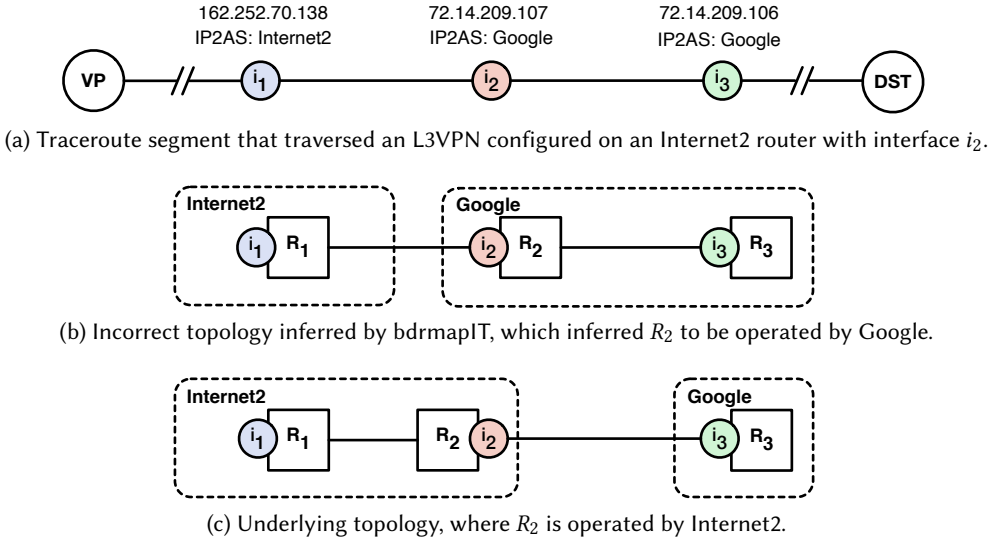 162.252.70.138 72.14.209.107 72.14.209.106
IP2AS: Internet2 IP2AS: Google IP2AS: Google
VP i1 i2 i3 DST
(a) Traceroute segment that traversed an L3VPN configured on an Internet2 router with interface i2.
Internet2 Google
i1 R1 i2 R2 i3 R3
(b) Incorrect topology inferred by bdrmapIT, which inferred R2 to be operated by Google.
Internet2 Google
i1 R1 R2 i2 i3 R3
(c) Underlying topology, where R2 is operated by Internet2.